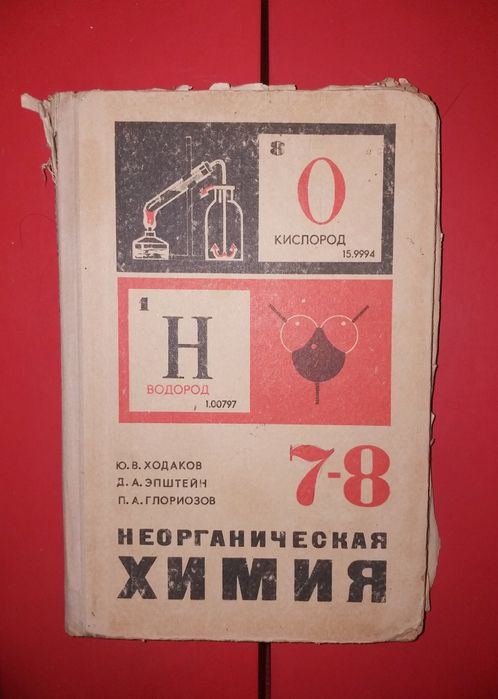 8
О
КИСЛОРОД
15.9994
1
Н
ВОДОРОД
1.00797
7-8
Ю. В. ХОДАКОВ
Д. А. ЭПШТЕЙН
П. А. ГЛОРИОЗОВ
НЕОРГАНИЧЕСКАЯ
ХИМИЯ